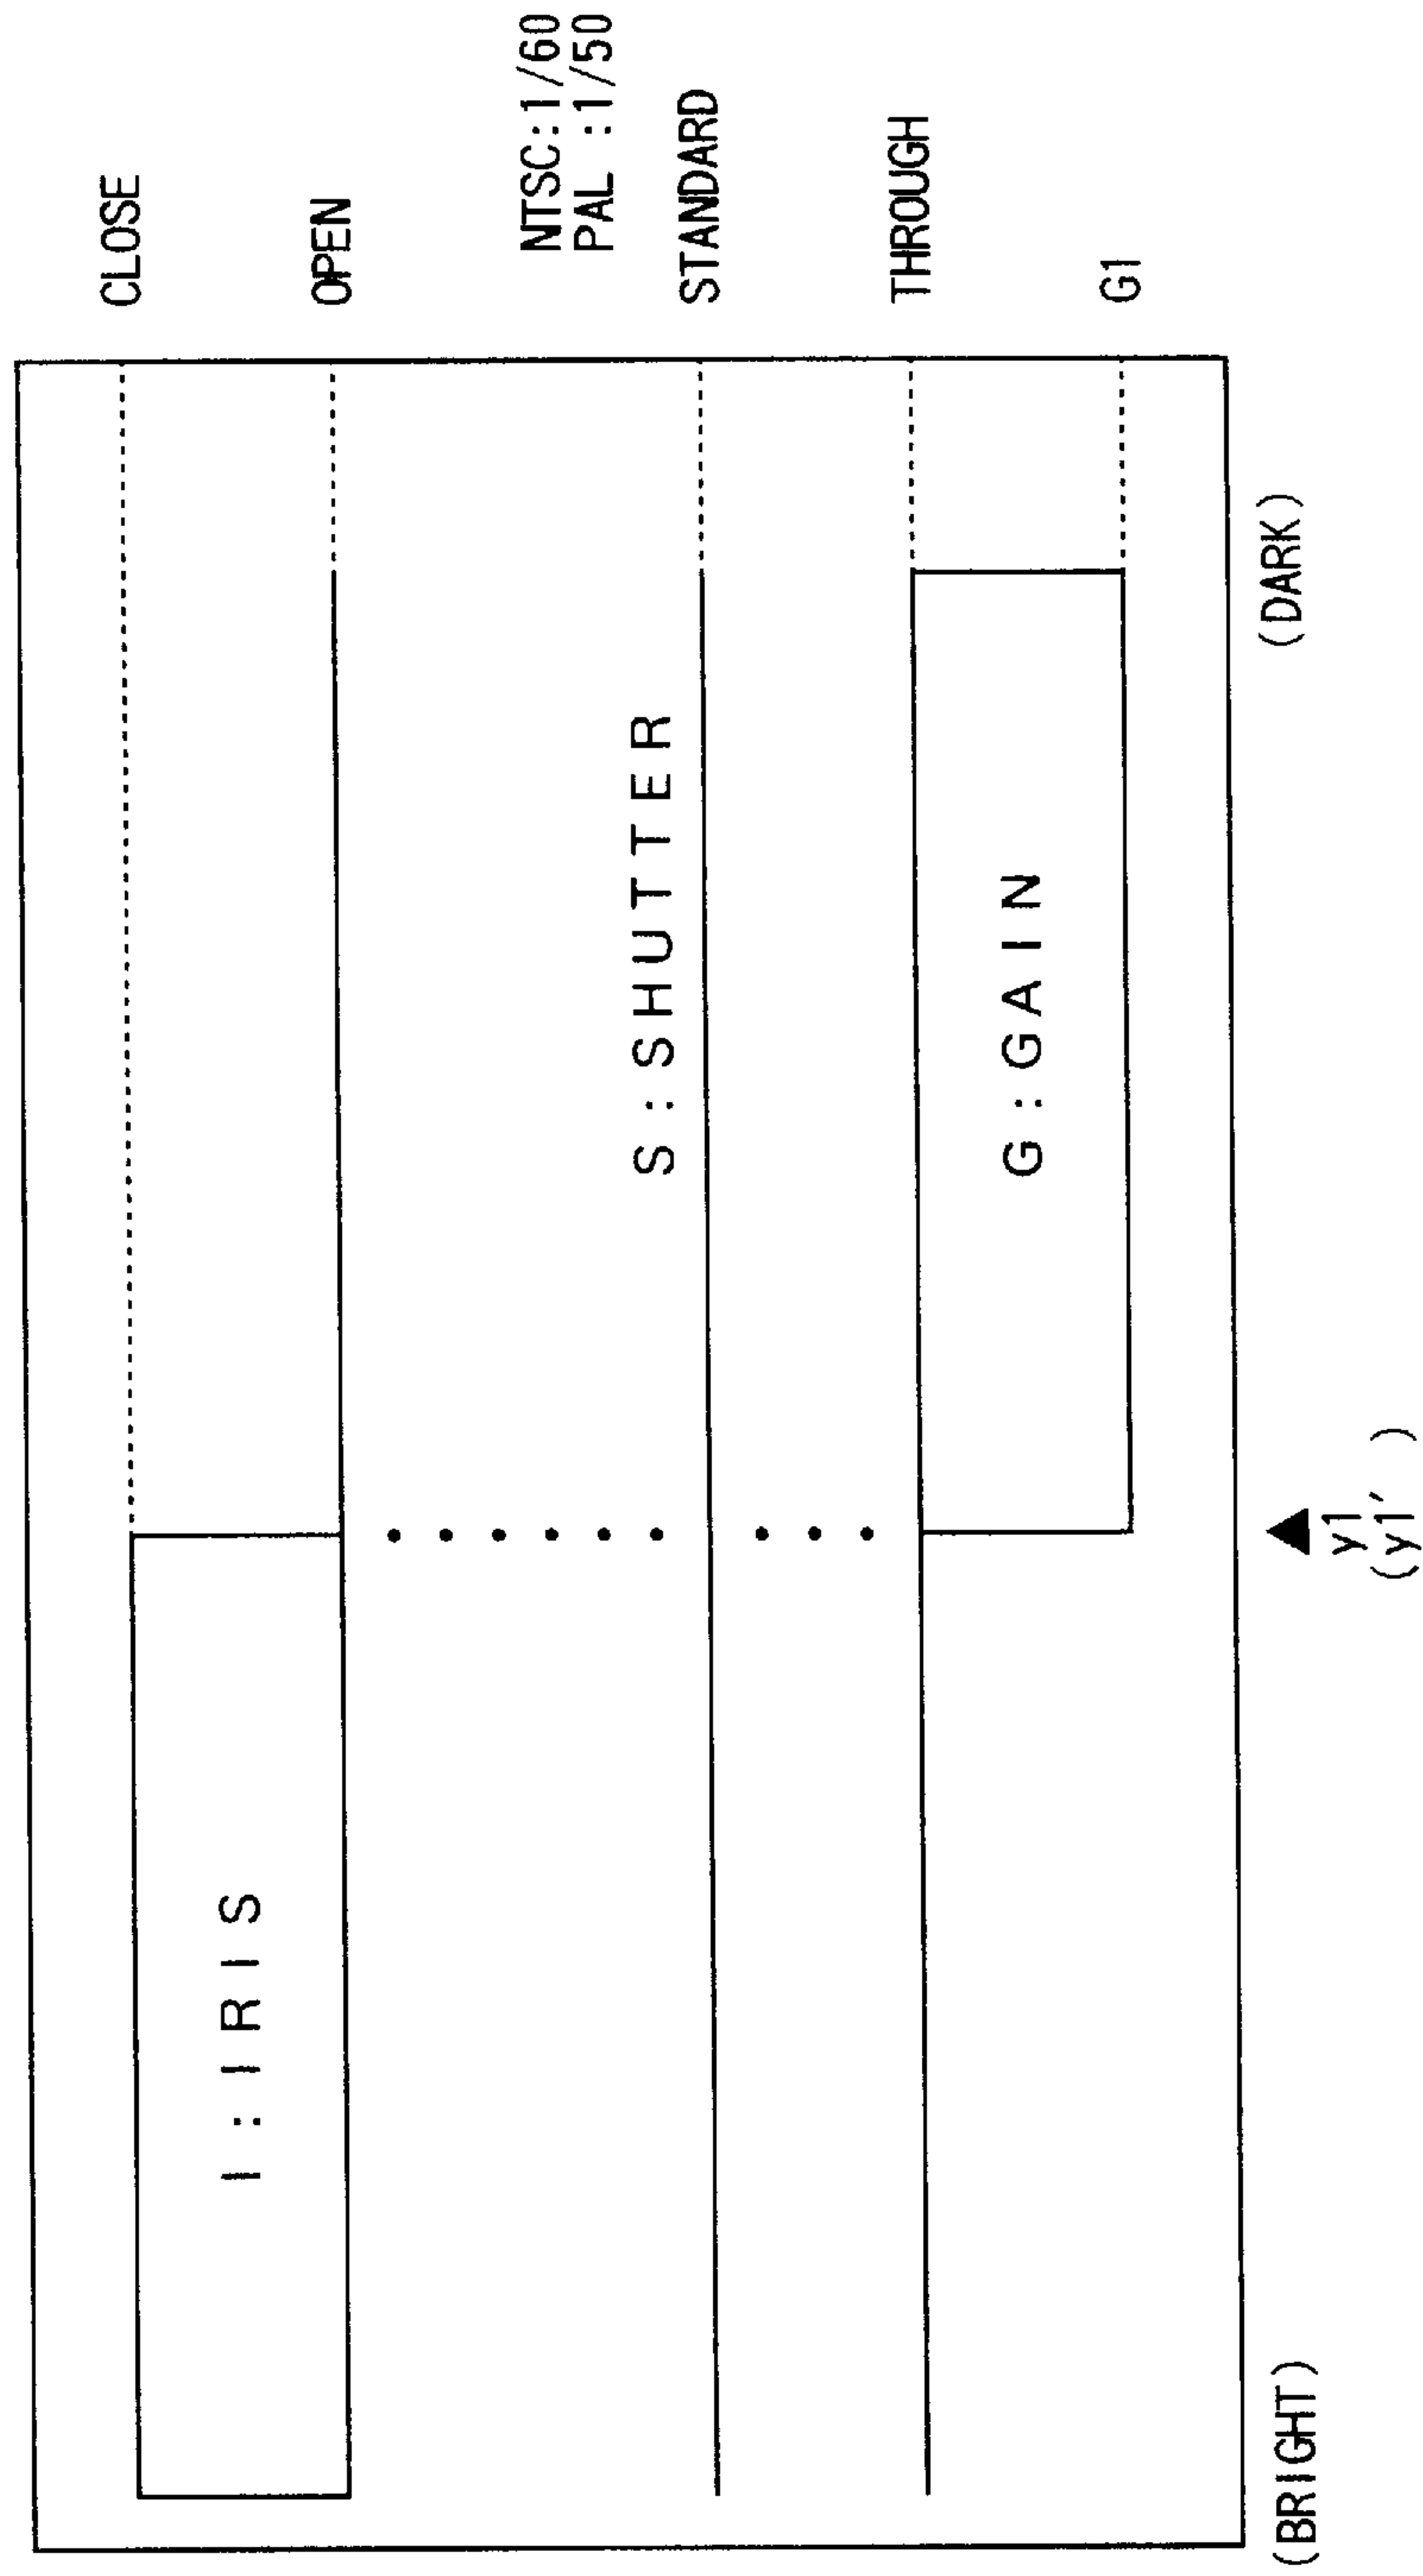 CLOSE
OPEN
NTSC:1/60
PAL :1/50
STANDARD
THROUGH
G1
I : IRIS
S : SHUTTER
G : GAIN
(BRIGHT)
(DARK)
y1
(y1′ )